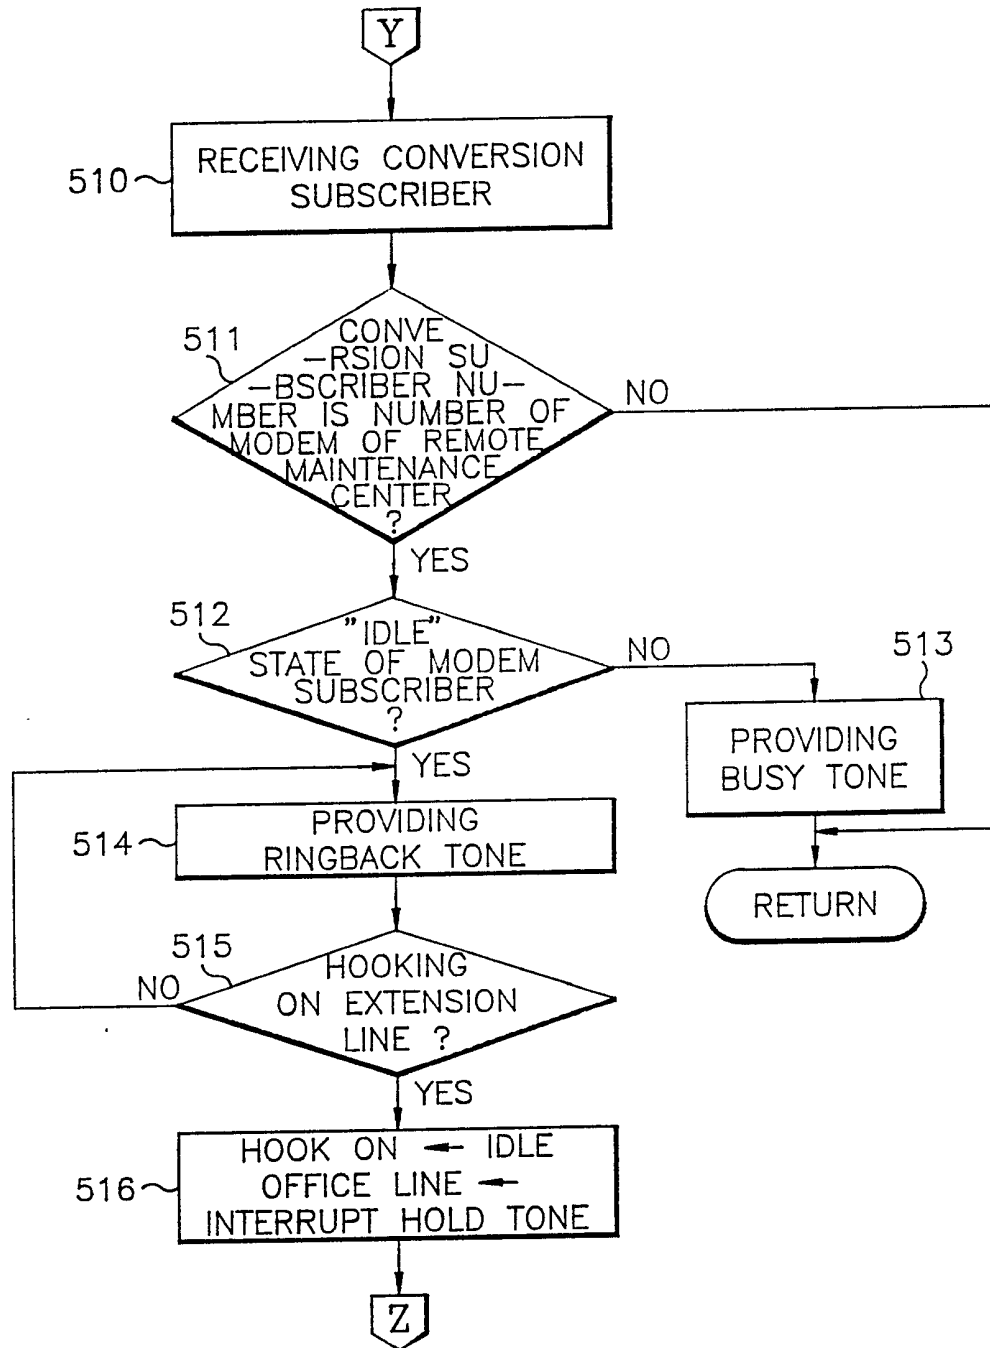 Y
510
RECEIVING CONVERSION
SUBSCRIBER
511
CONVE
-RSION SU
-BSCRIBER NU-
MBER IS NUMBER OF
MODEM OF REMOTE
MAINTENANCE
CENTER
?
NO
YES
512
"IDLE"
STATE OF MODEM
SUBSCRIBER
?
NO
513
PROVIDING
BUSY TONE
YES
514
PROVIDING
RINGBACK TONE
RETURN
515
HOOKING
ON EXTENSION
LINE ?
NO
YES
516
HOOK ON ← IDLE
OFFICE LINE ←
INTERRUPT HOLD TONE
Z